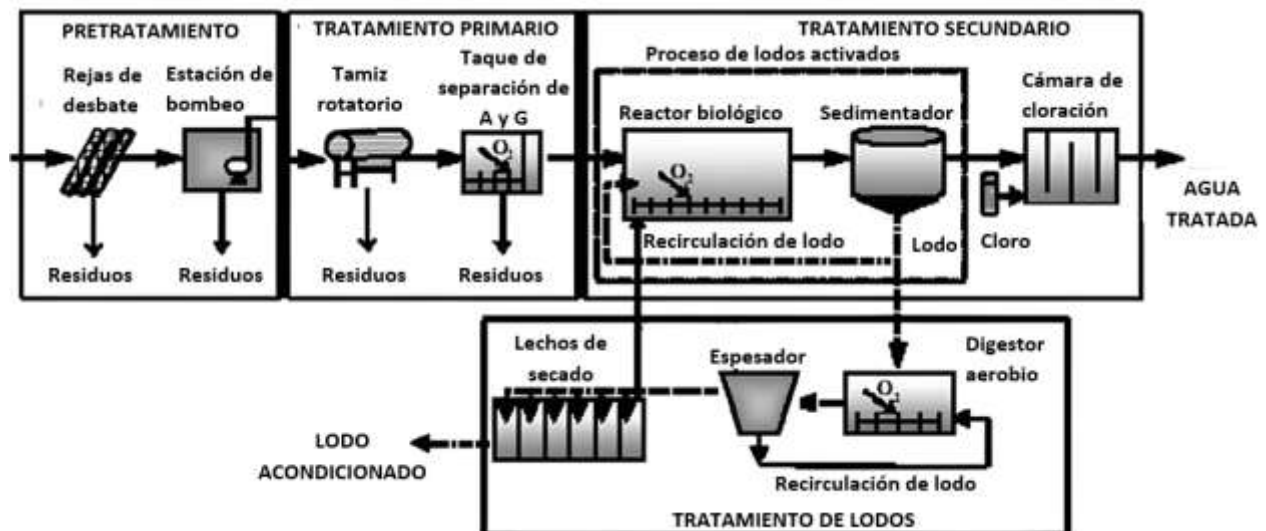 PRETRATAMIENTO
Rejas de
desbate
Estación de
bombeo
Residuos
Residuos
TRATAMIENTO PRIMARIO
Tamiz
rotatorio
Taque de
separación de
A y G
O2
Residuos
Residuos
TRATAMIENTO SECUNDARIO
Proceso de lodos activados
Reactor biológico
O2
Sedimentador
Recirculación de lodo
Lodo
Cámara de
cloración
Cloro
AGUA
TRATADA
Lechos de
secado
Espesador
Digestor
aerobio
O2
LODO
ACONDICIONADO
Recirculación de lodo
TRATAMIENTO DE LODOS